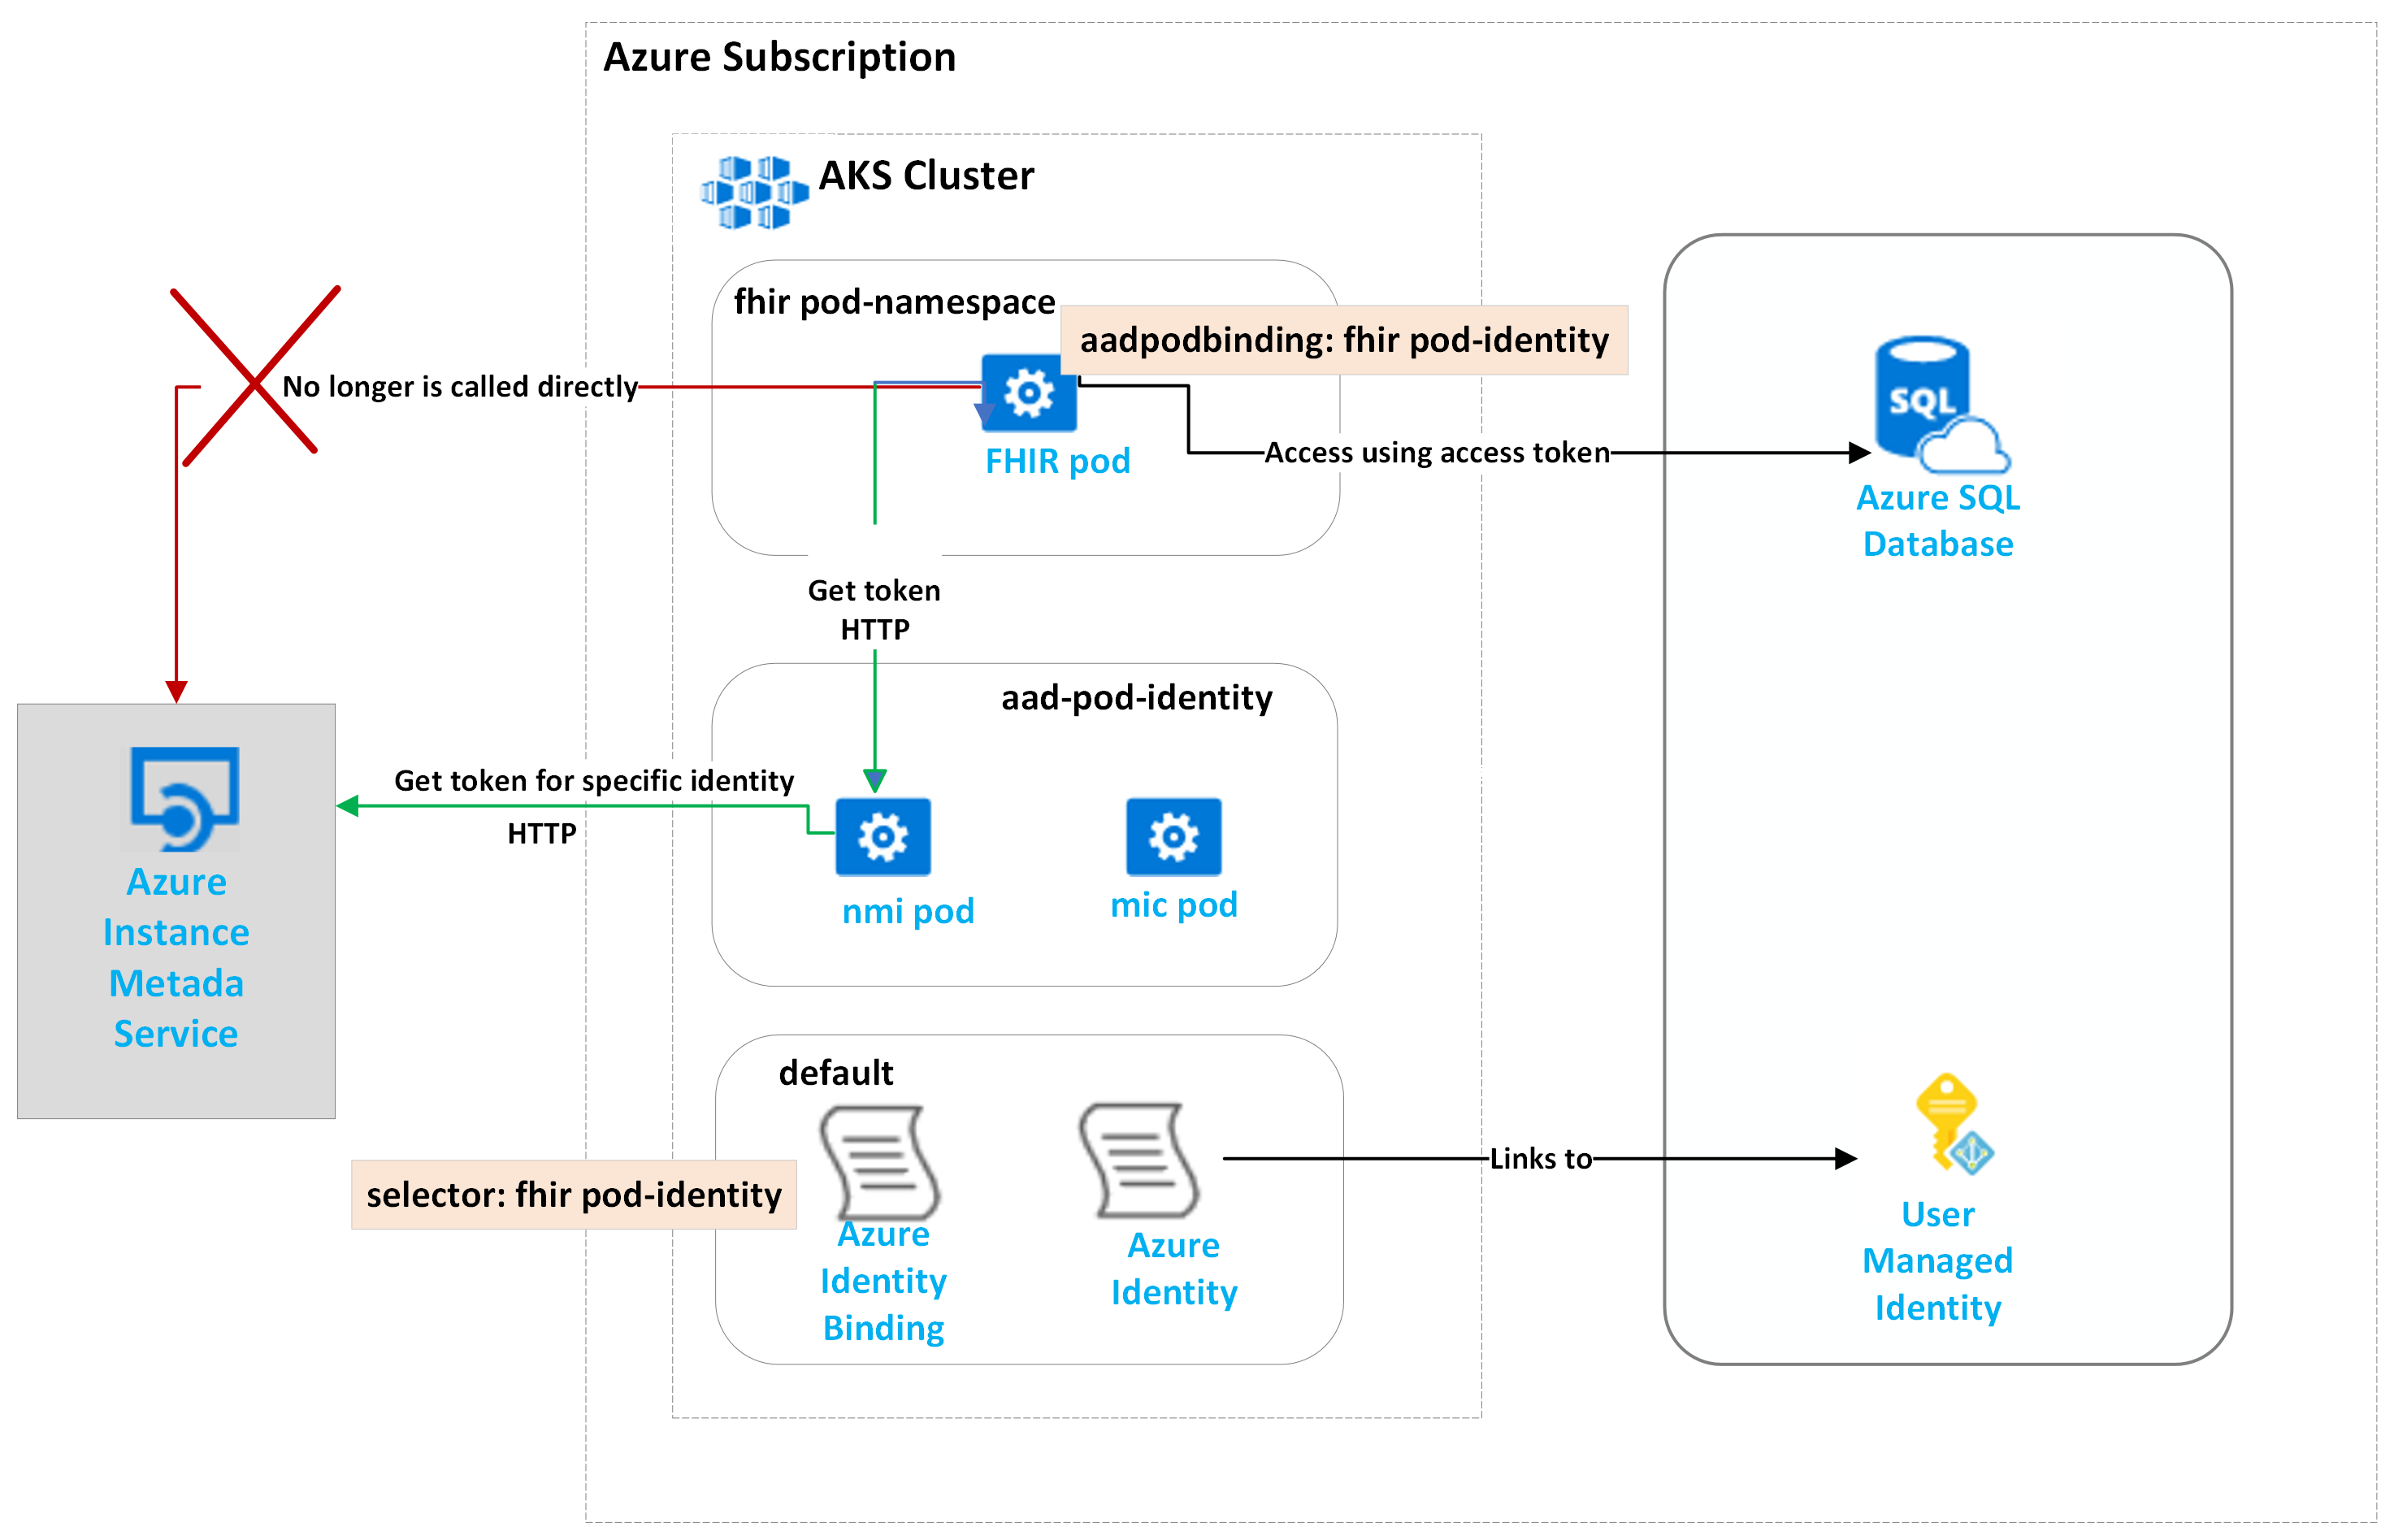 Azure Subscription
AKS Cluster
fhir pod-namespace
aadpodbinding: fhir pod-identity
No longer is called directly
FHIR pod
Access using access token
SQL
Azure SQL
Database
Get token
HTTP
aad-pod-identity
Get token for specific identity
HTTP
nmi pod
mic pod
Azure
Instance
Metada
Service
default
selector: fhir pod-identity
Azure
Identity
Binding
Azure
Identity
Links to
User
Managed
Identity